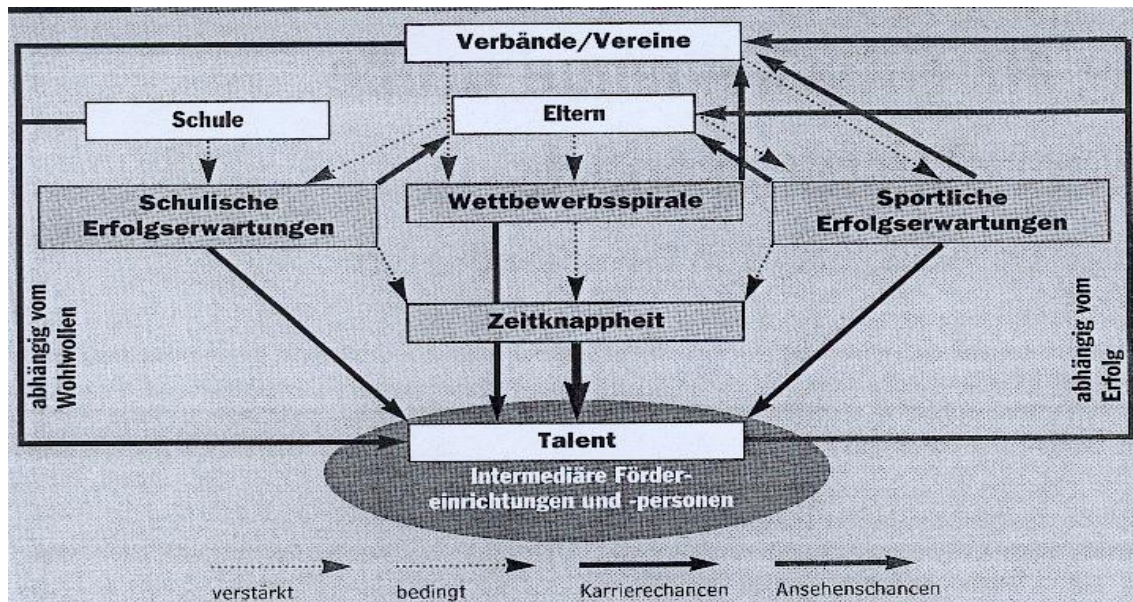 Verbände/Vereine
Schule
Eltern
Schulische
Erfolgserwartungen
Wettbewerbsspirale
Sportliche
Erfolgserwartungen
Zeitknappheit
abhängig vom
Wohlwollen
abhängig vom
Erfolg
Talent
Intermediäre Förder-
einrichtungen und -personen
verstärkt
bedingt
Karrierechancen
Ansehenschancen